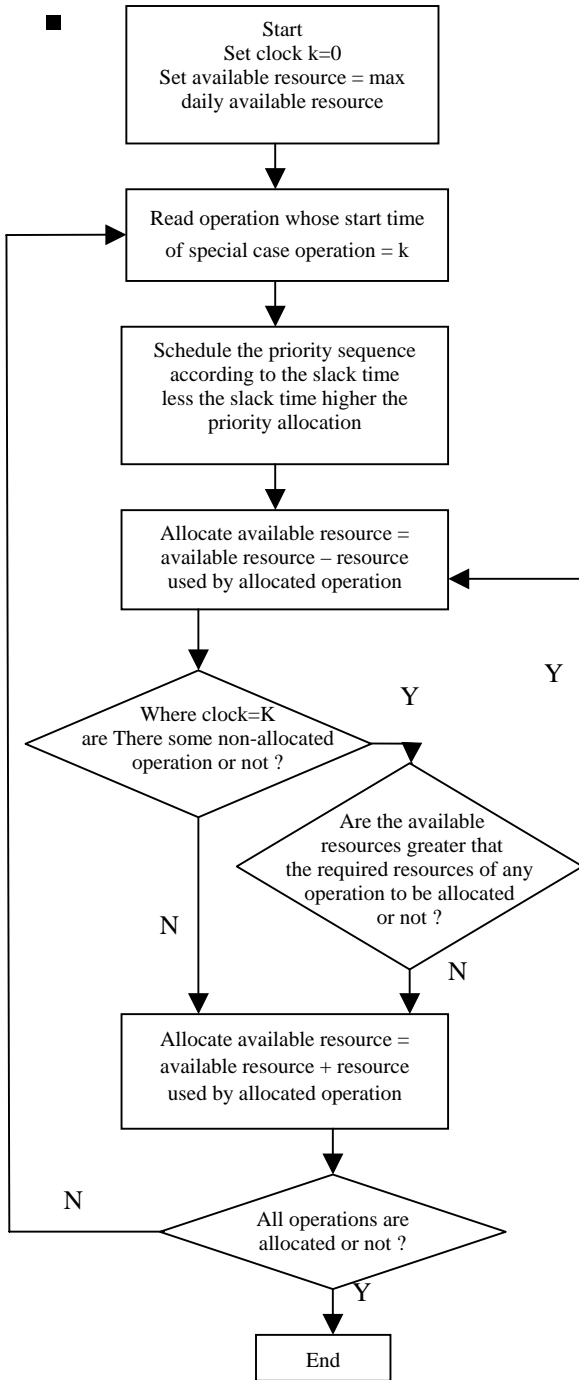 Start
Set clock k=0
Set available resource = max
daily available resource
Read operation whose start time
of special case operation = k
Schedule the priority sequence
according to the slack time
less the slack time higher the
priority allocation
Allocate available resource =
available resource – resource
used by allocated operation
Y
Y
Where clock=K
are There some non-allocated
operation or not ?
Are the available
resources greater that
the required resources of any
operation to be allocated
or not ?
N
N
Allocate available resource =
available resource + resource
used by allocated operation
N
All operations are
allocated or not ?
Y
End